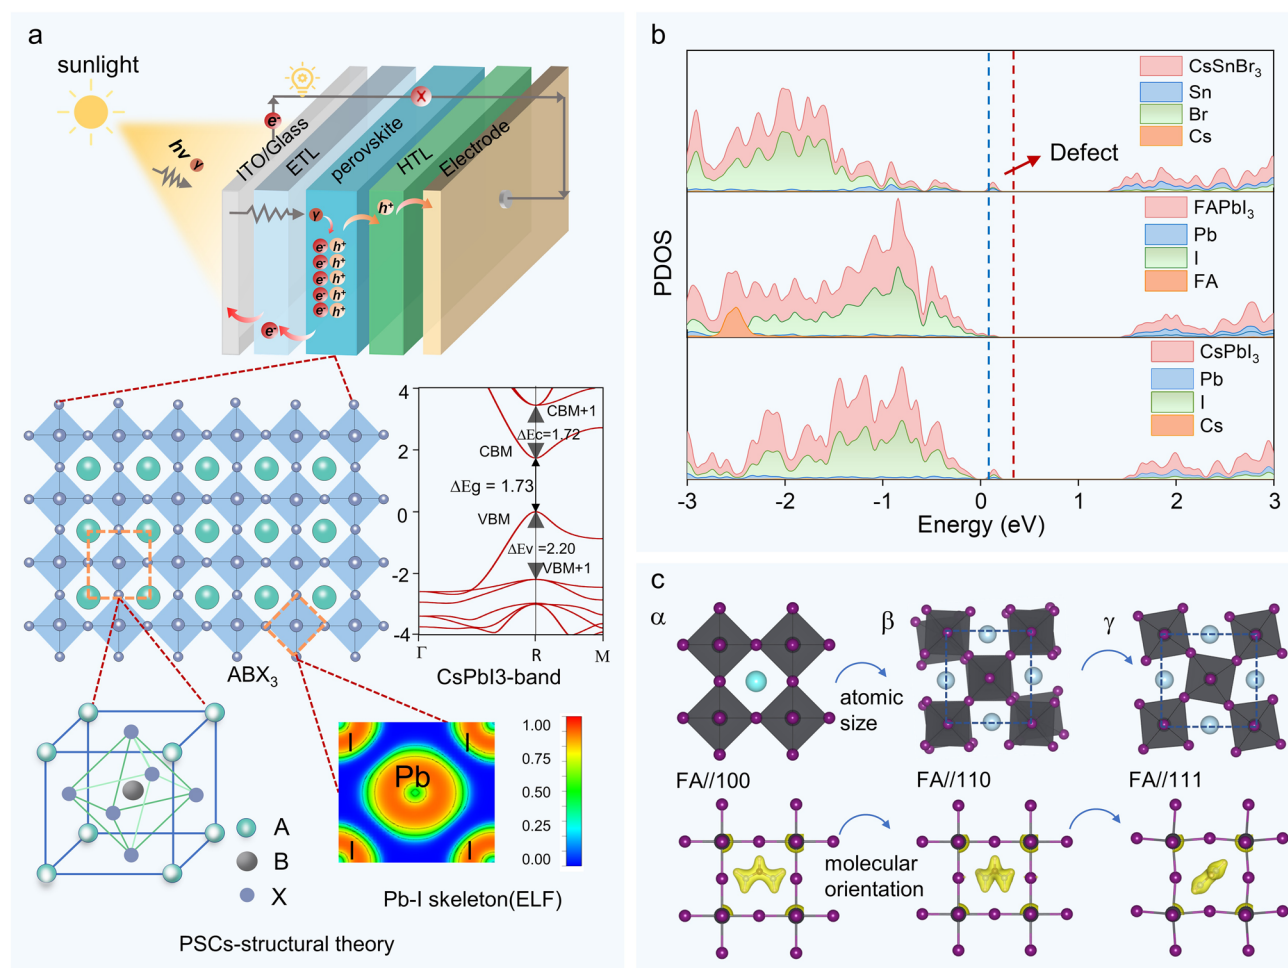 a
sunlight
hν
γ
ITO/Glass
ETL
perovskite
HTL
Electrode
e-
X
γ
h+
e- h+
e- h+
e- h+
e- h+
e- h+
e-
ABX3
4
2
0
-2
-4
CBM+1
ΔEc=1.72
CBM
ΔEg = 1.73
VBM
ΔEv =2.20
VBM+1
Γ R M
CsPbI3-band
A
B
X
I I
Pb
I I
1.00
0.75
0.50
0.25
0.00
Pb-I skeleton(ELF)
PSCs-structural theory
b
PDOS
CsSnBr3
Sn
Br
Cs
Defect
FAPbI3
Pb
I
FA
CsPbI3
Pb
I
Cs
-3 -2 -1 0 1 2 3
Energy (eV)
c
α β γ
atomic
size
FA//100 FA//110 FA//111
molecular
orientation